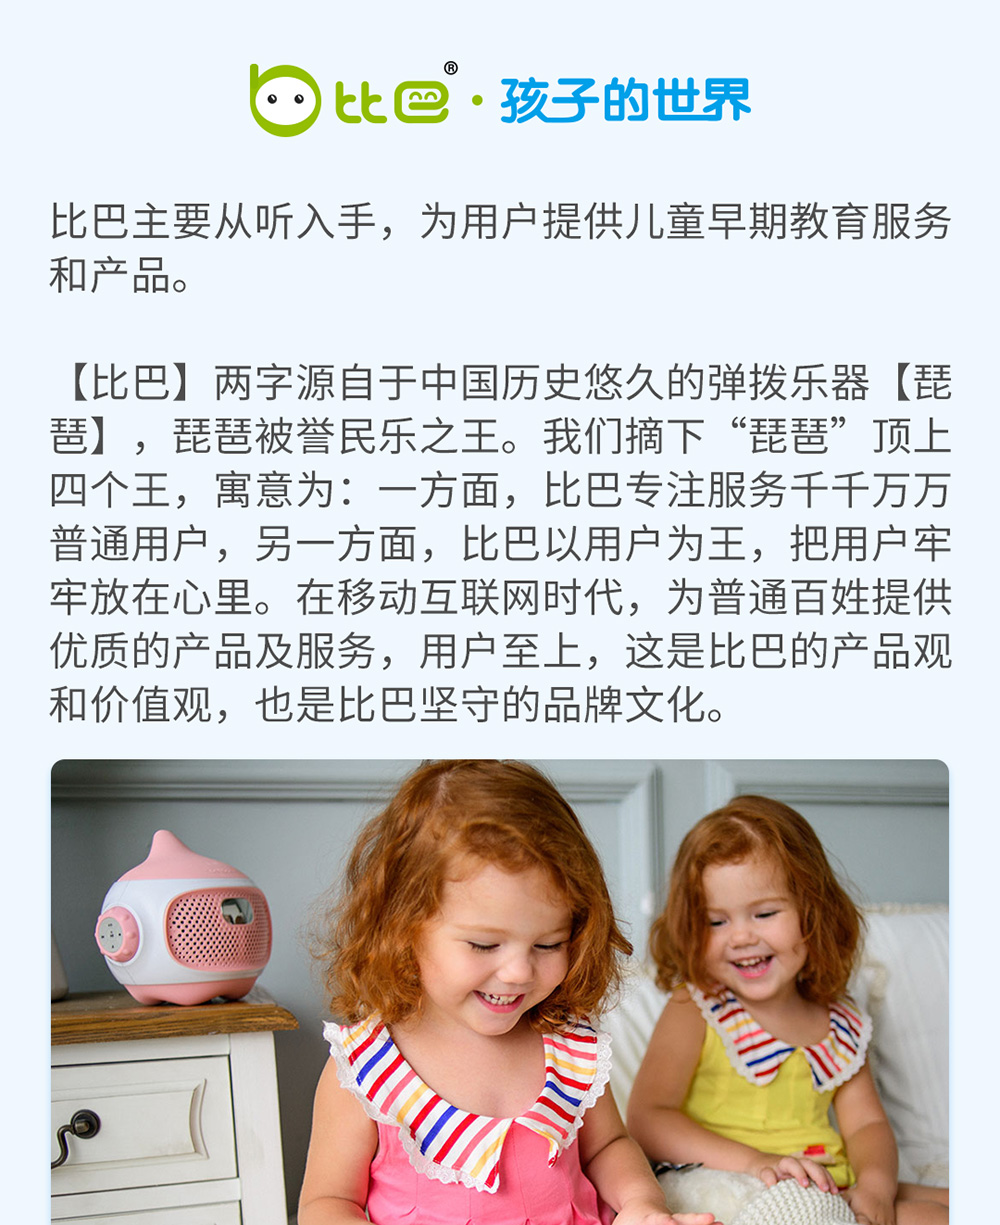 比巴®·孩子的世界
比巴主要从听入手，为用户提供儿童早期教育服务
和产品。
【比巴】两字源自于中国历史悠久的弹拨乐器【琵
琶】，琵琶被誉民乐之王。我们摘下“琵琶”顶上
四个王，寓意为：一方面，比巴专注服务千千万万
普通用户，另一方面，比巴以用户为王，把用户牢
牢放在心里。在移动互联网时代，为普通百姓提供
优质的产品及服务，用户至上，这是比巴的产品观
和价值观，也是比巴坚守的品牌文化。